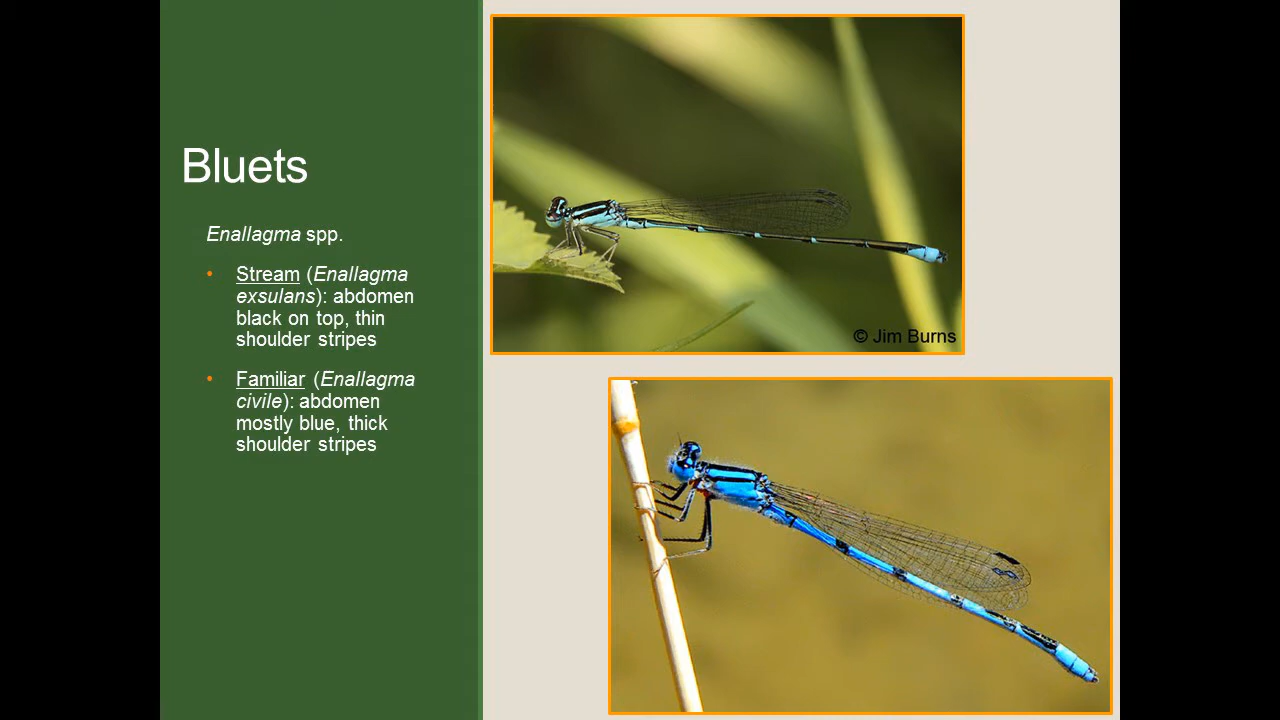 Bluets
Enallagma spp.
• Stream (Enallagma
exsulans): abdomen
black on top, thin
shoulder stripes
• Familiar (Enallagma
civile): abdomen
mostly blue, thick
shoulder stripes
© Jim Burns